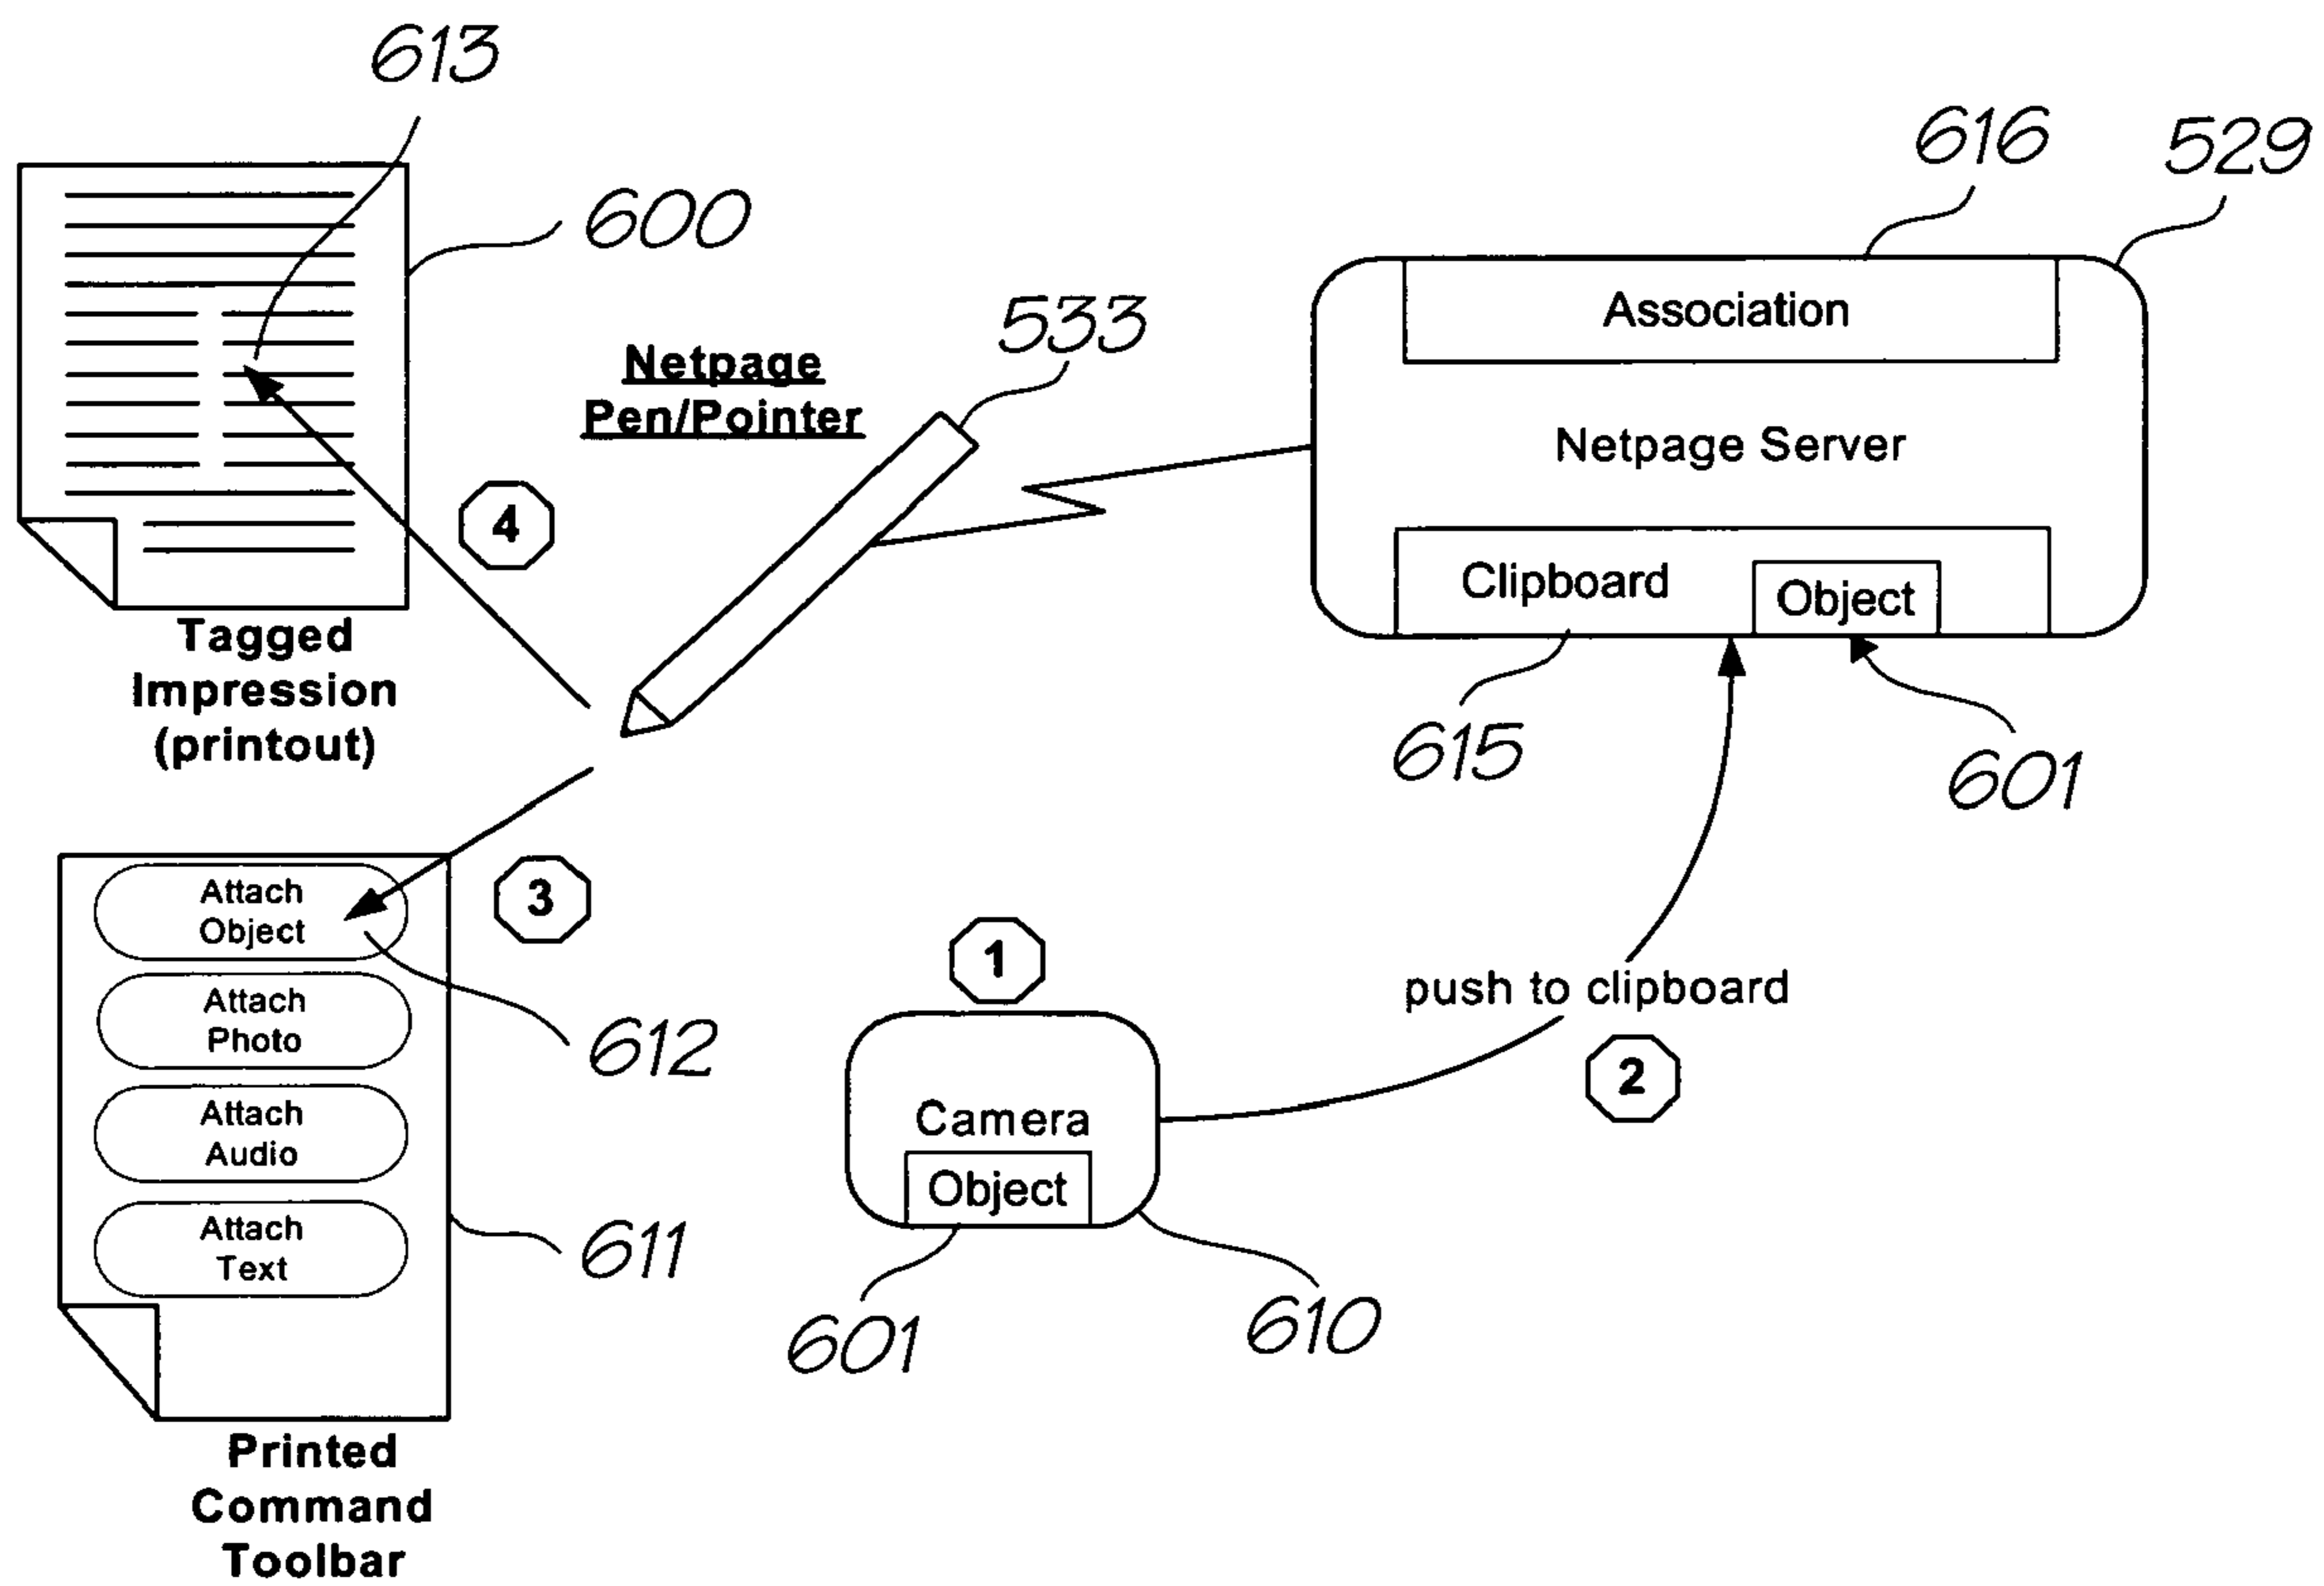 613
600
616
529
533
Netpage
Pen/Pointer
Association
Netpage Server
Clipboard
Object
615
601
4
Tagged
Impression
(printout)
3
Attach
Object
Attach
Photo
Attach
Audio
Attach
Text
612
611
Printed
Command
Toolbar
1
Camera
Object
601
610
push to clipboard
2